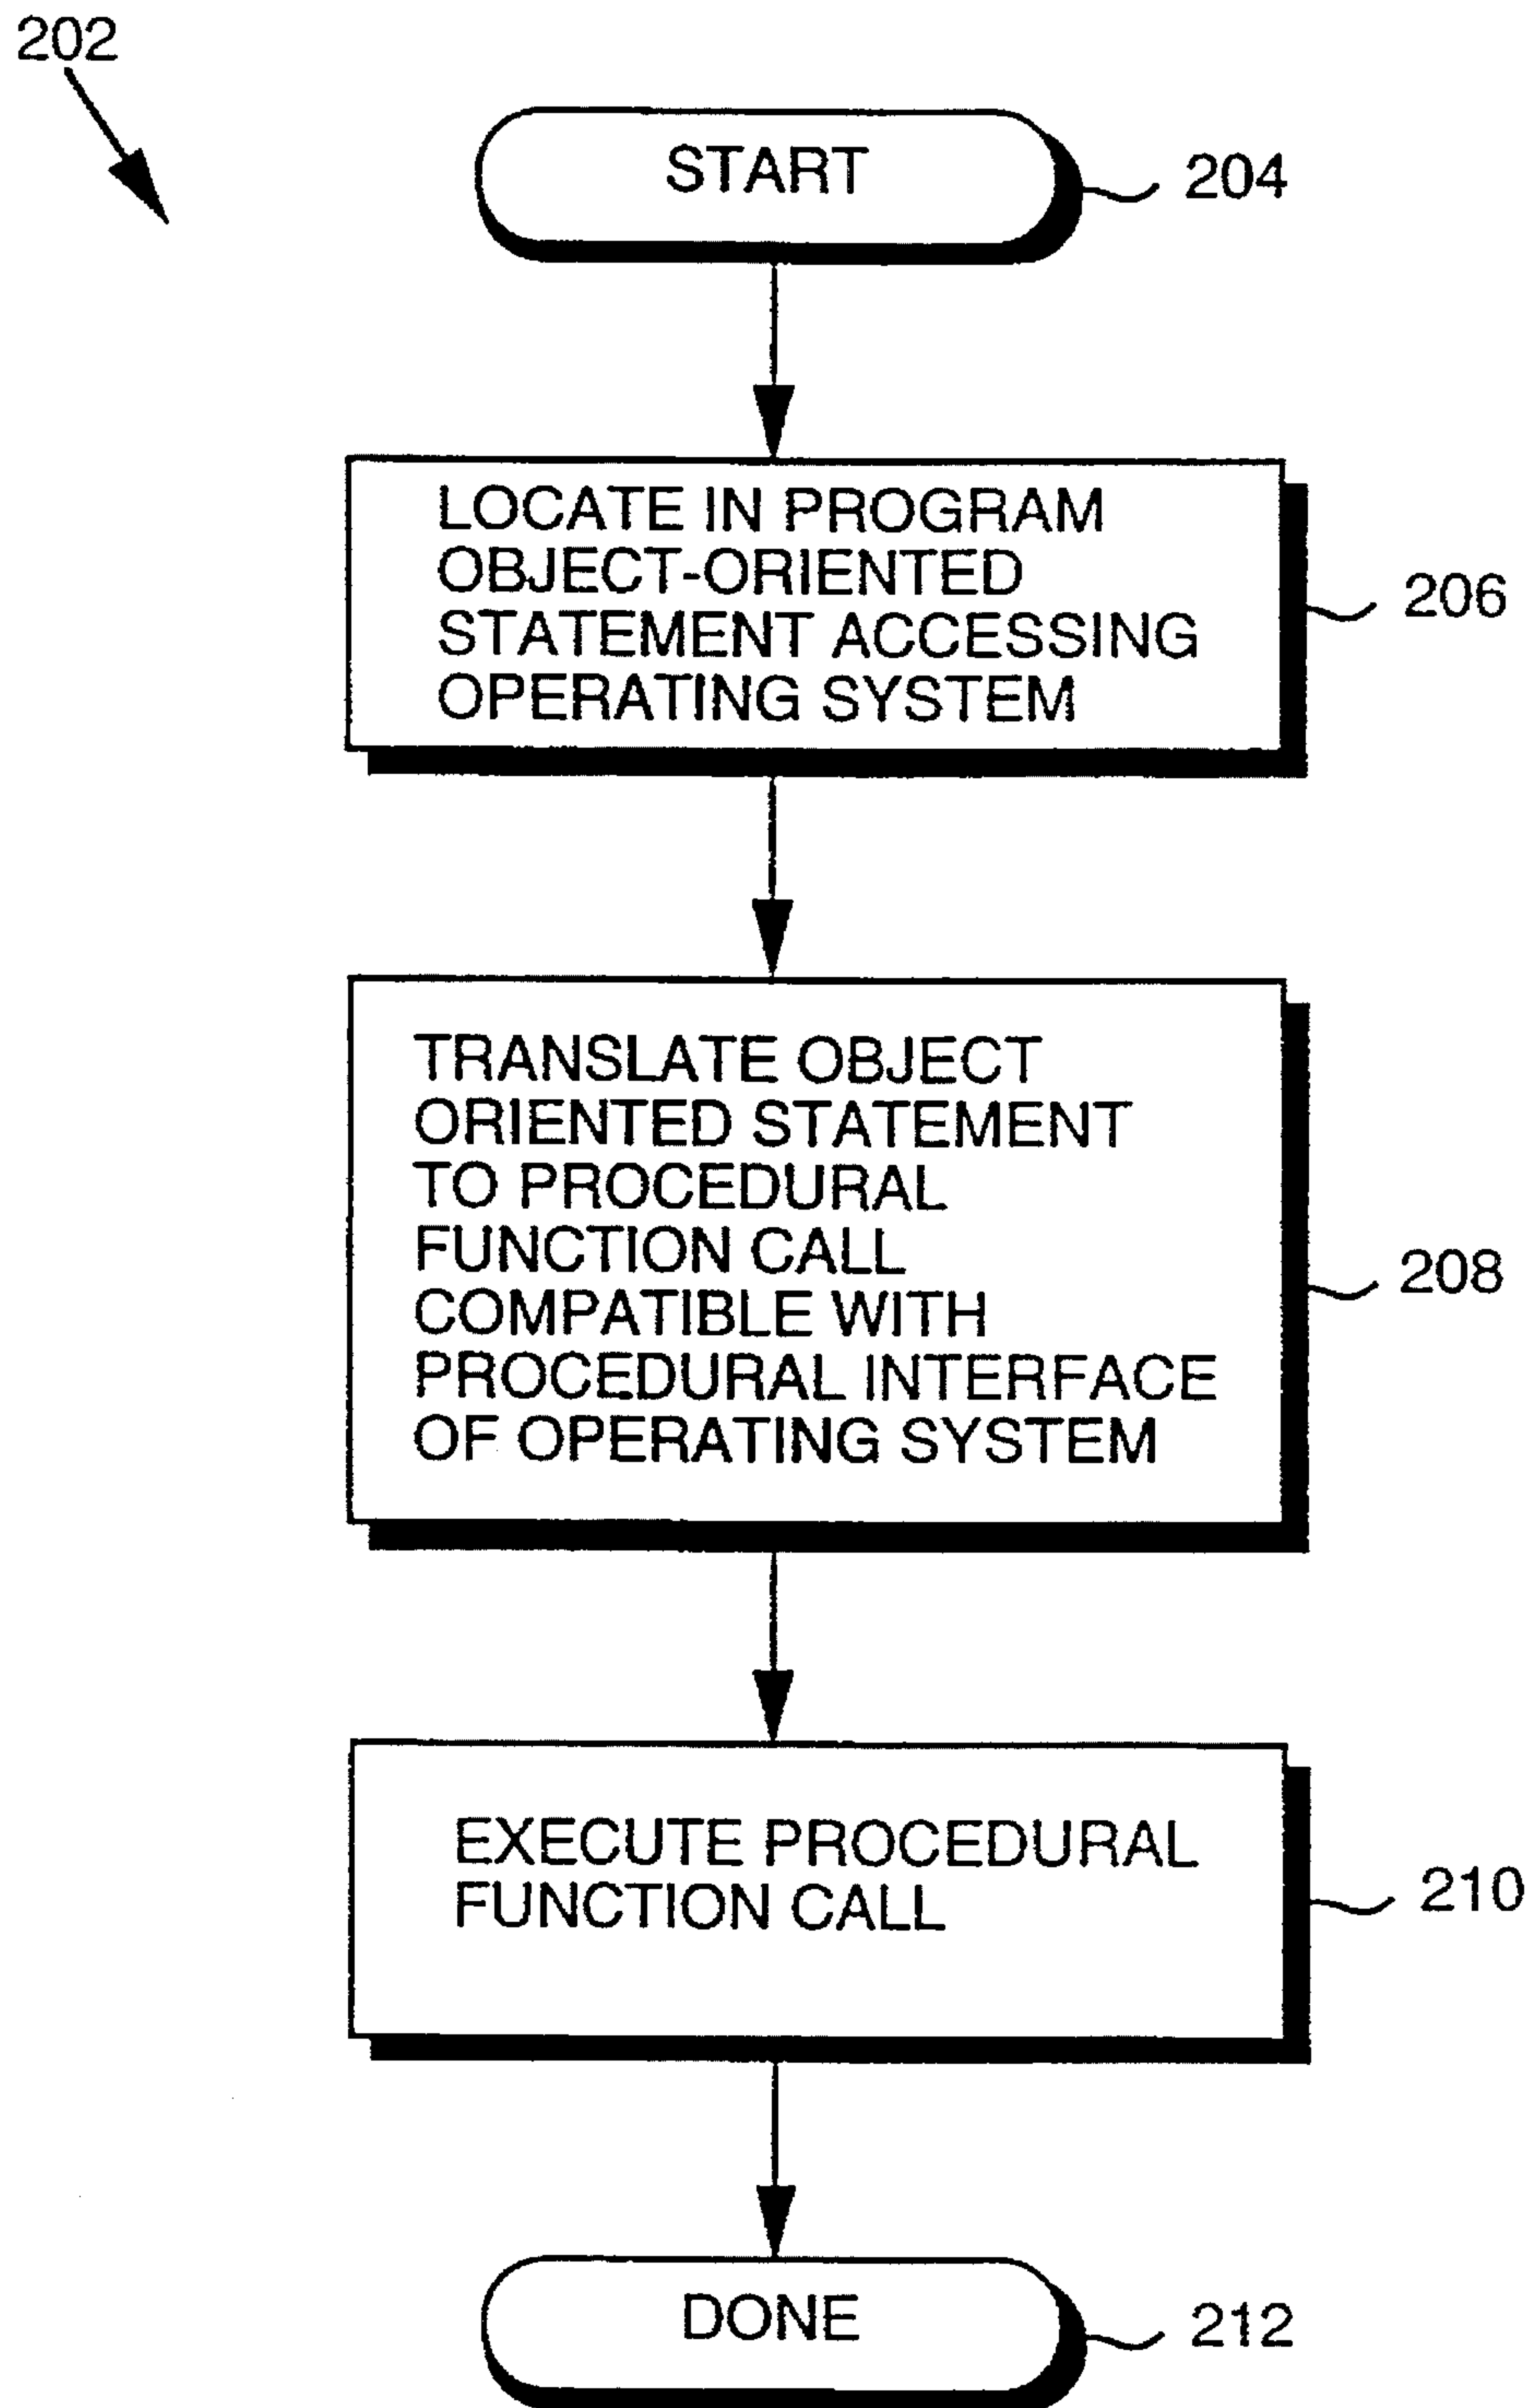 202
START
204
LOCATE IN PROGRAM
OBJECT-ORIENTED
STATEMENT ACCESSING
OPERATING SYSTEM
206
TRANSLATE OBJECT
ORIENTED STATEMENT
TO PROCEDURAL
FUNCTION CALL
COMPATIBLE WITH
PROCEDURAL INTERFACE
OF OPERATING SYSTEM
208
EXECUTE PROCEDURAL
FUNCTION CALL
210
DONE
212